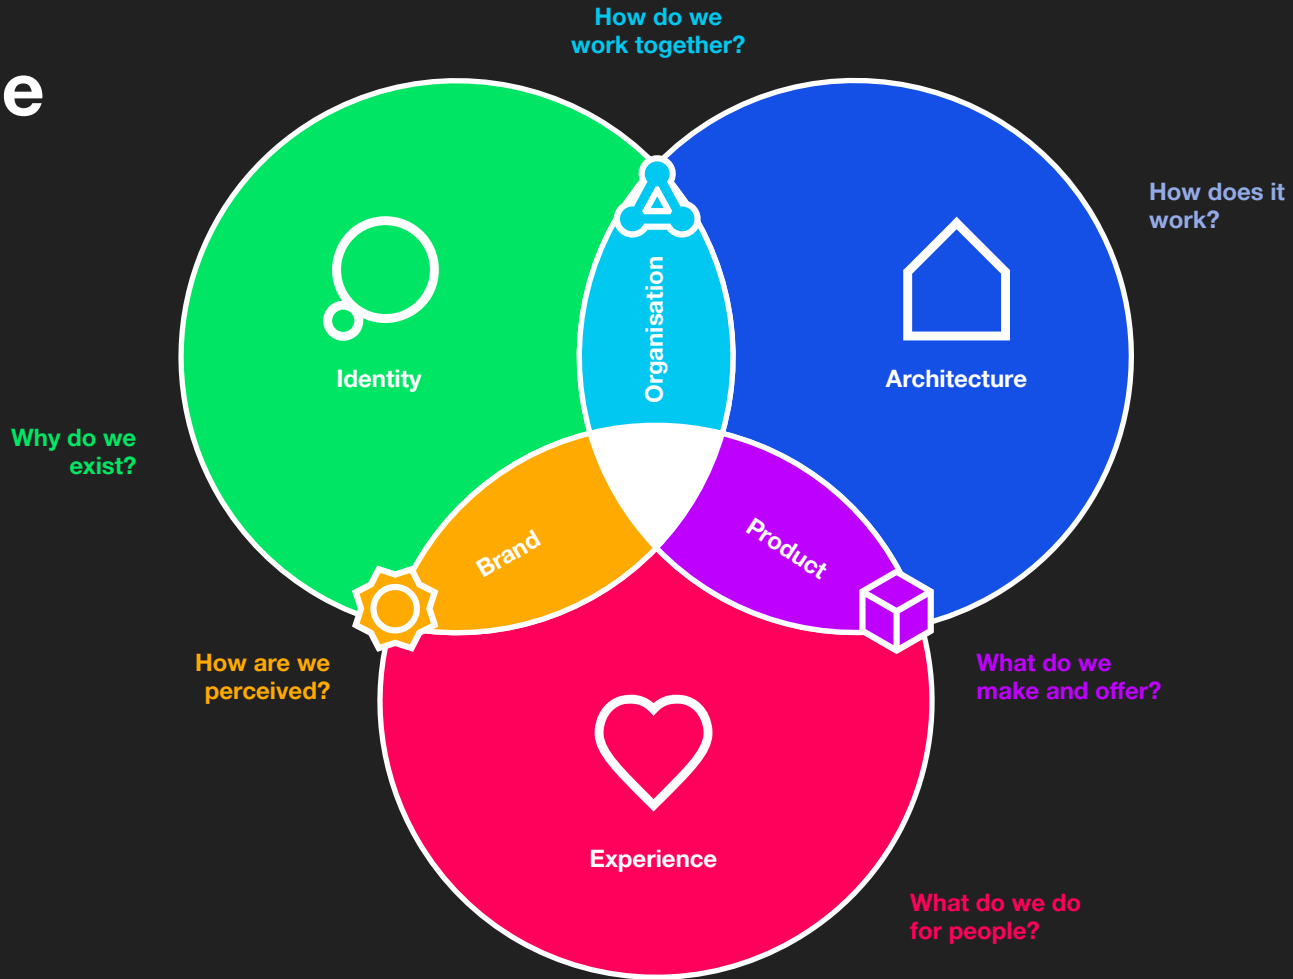 How do we
work together?
e
How does it
work?
Organisation
Identity
Architecture
Why do we
exist?
Brand
Product
How are we
perceived?
What do we
make and offer?
Experience
What do we do
for people?